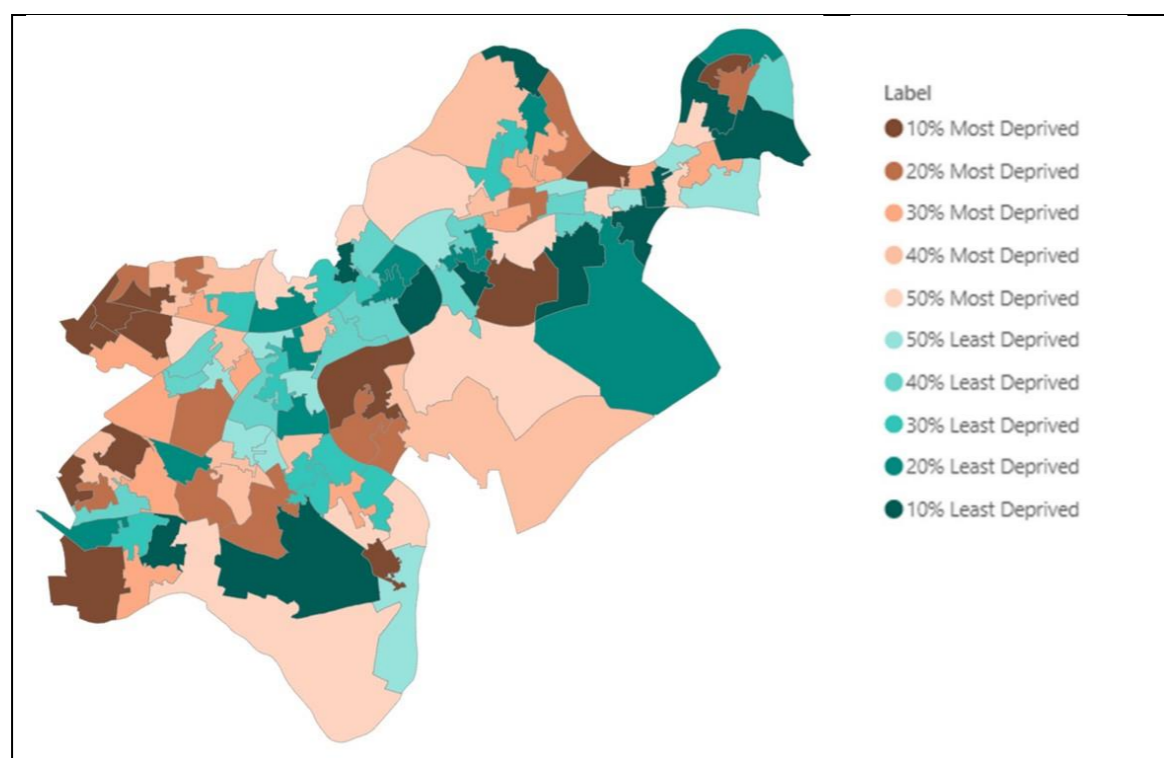 Label
10% Most Deprived
20% Most Deprived
30% Most Deprived
40% Most Deprived
50% Most Deprived
50% Least Deprived
40% Least Deprived
30% Least Deprived
20% Least Deprived
10% Least Deprived